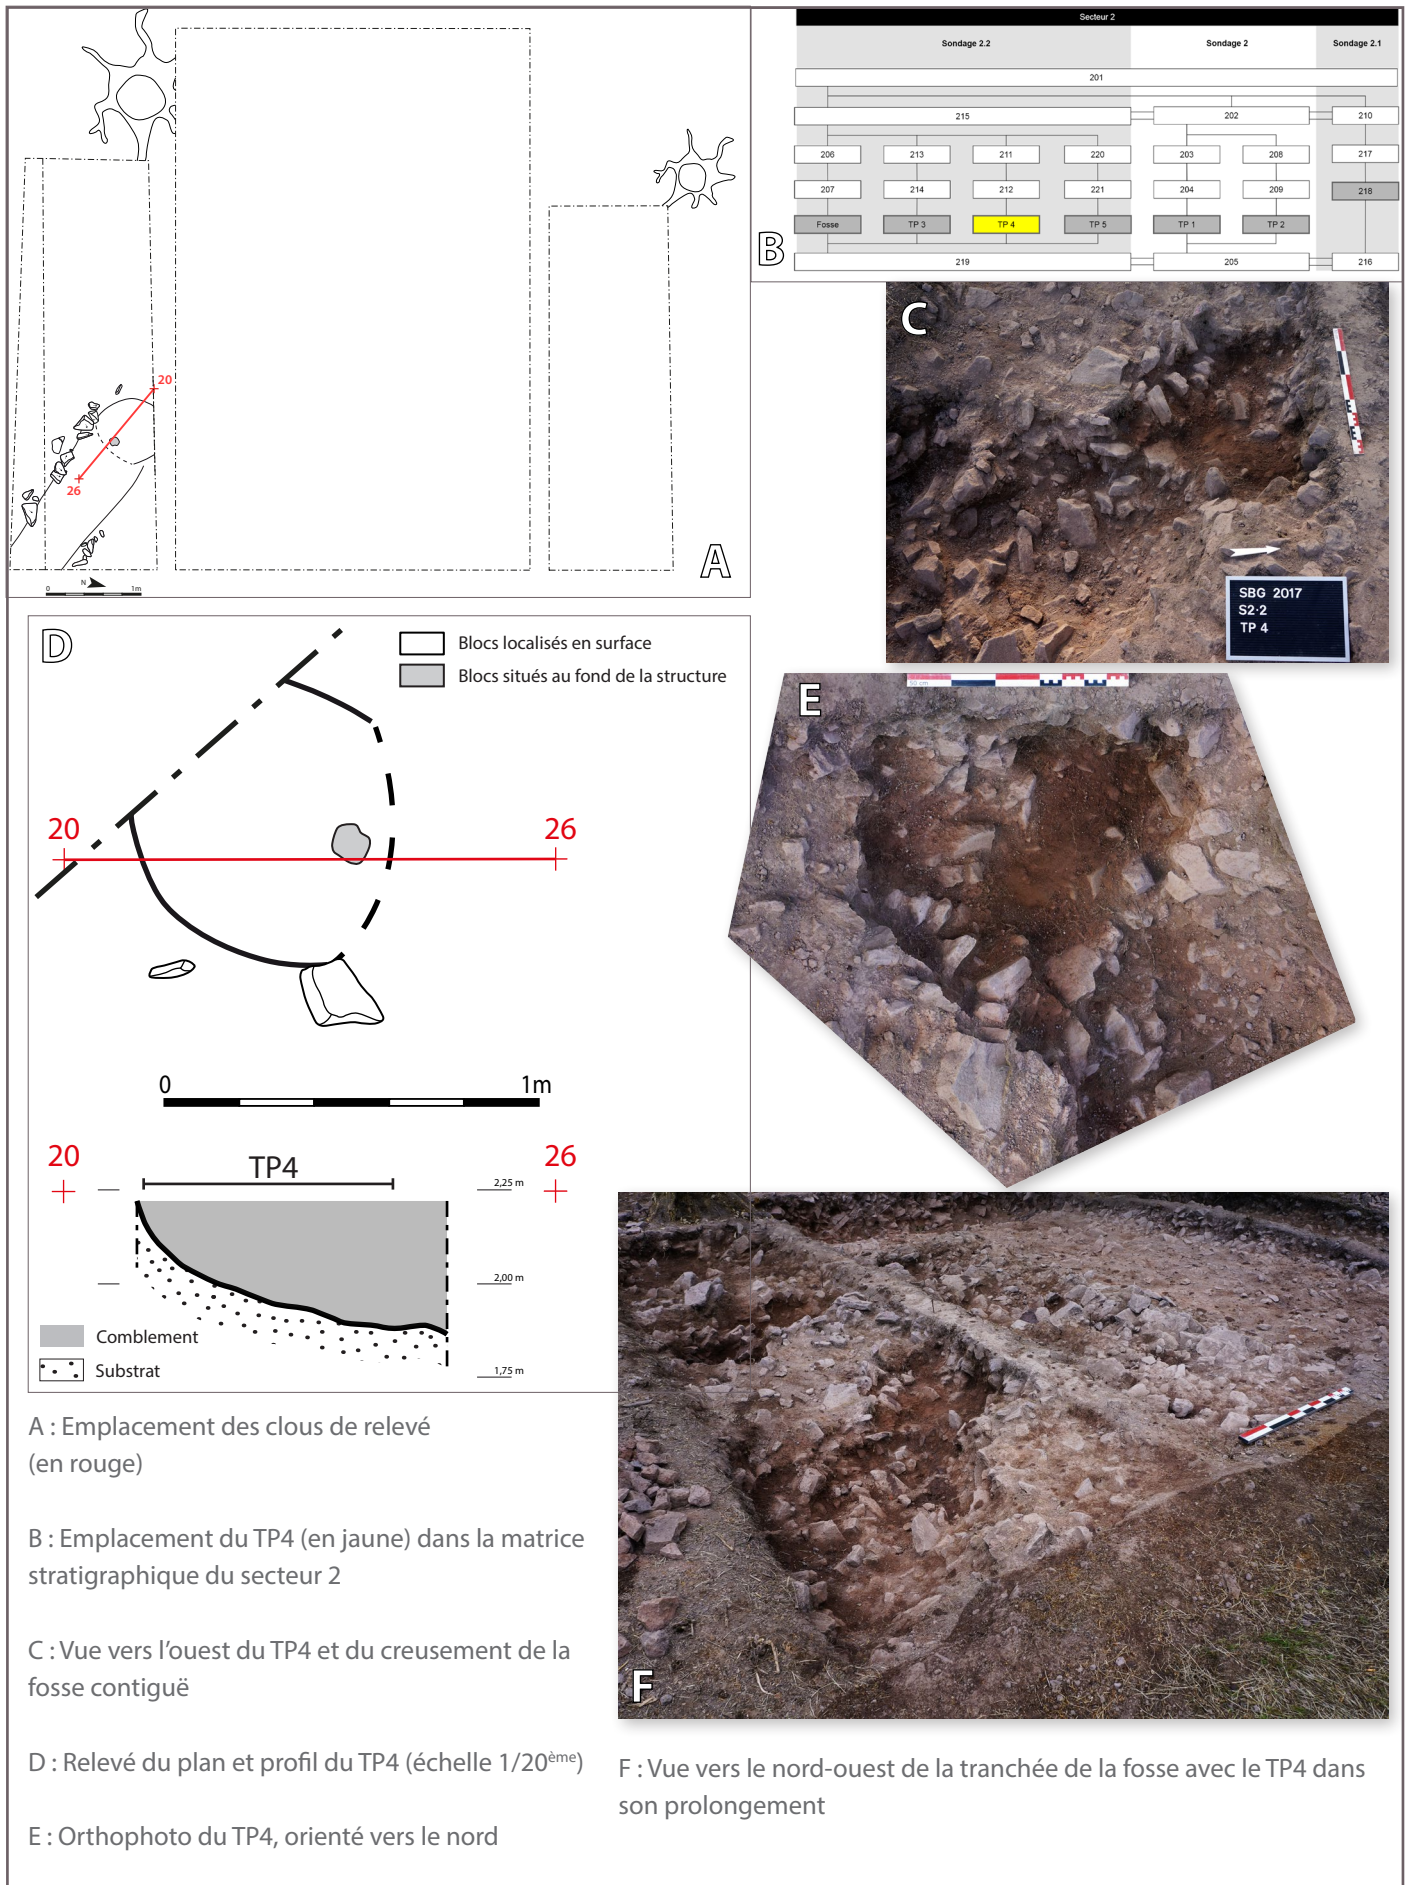 20
26
N
0 1m
A
Secteur 2
Sondage 2.2 Sondage 2 Sondage 2.1
201
215 202 210
206 213 211 220 203 208 217
207 214 212 221 204 209 218
Fosse TP 3 TP 4 TP 5 TP 1 TP 2
219 205 216
B
C
SBG 2017
S2·2
TP 4
D
Blocs localisés en surface
Blocs situés au fond de la structure
20 26
0 1m
20 26
TP4
2,25 m
2,00 m
1,75 m
Comblement
Substrat
E
50 cm
F
A : Emplacement des clous de relevé
(en rouge)
B : Emplacement du TP4 (en jaune) dans la matrice
stratigraphique du secteur 2
C : Vue vers l'ouest du TP4 et du creusement de la
fosse contiguë
D : Relevé du plan et profil du TP4 (échelle 1/20ème)
E : Orthophoto du TP4, orienté vers le nord
F : Vue vers le nord-ouest de la tranchée de la fosse avec le TP4 dans
son prolongement